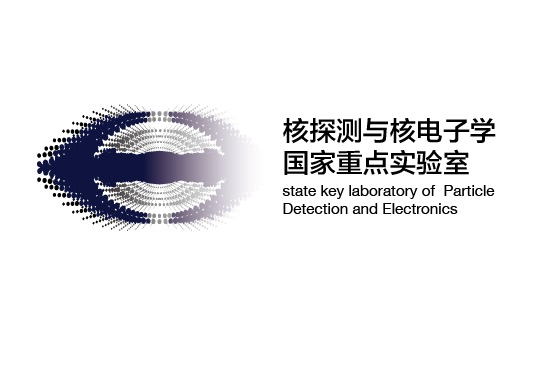 核探测与核电子学
国家重点实验室
state key laboratory of  Particle
Detection and Electronics